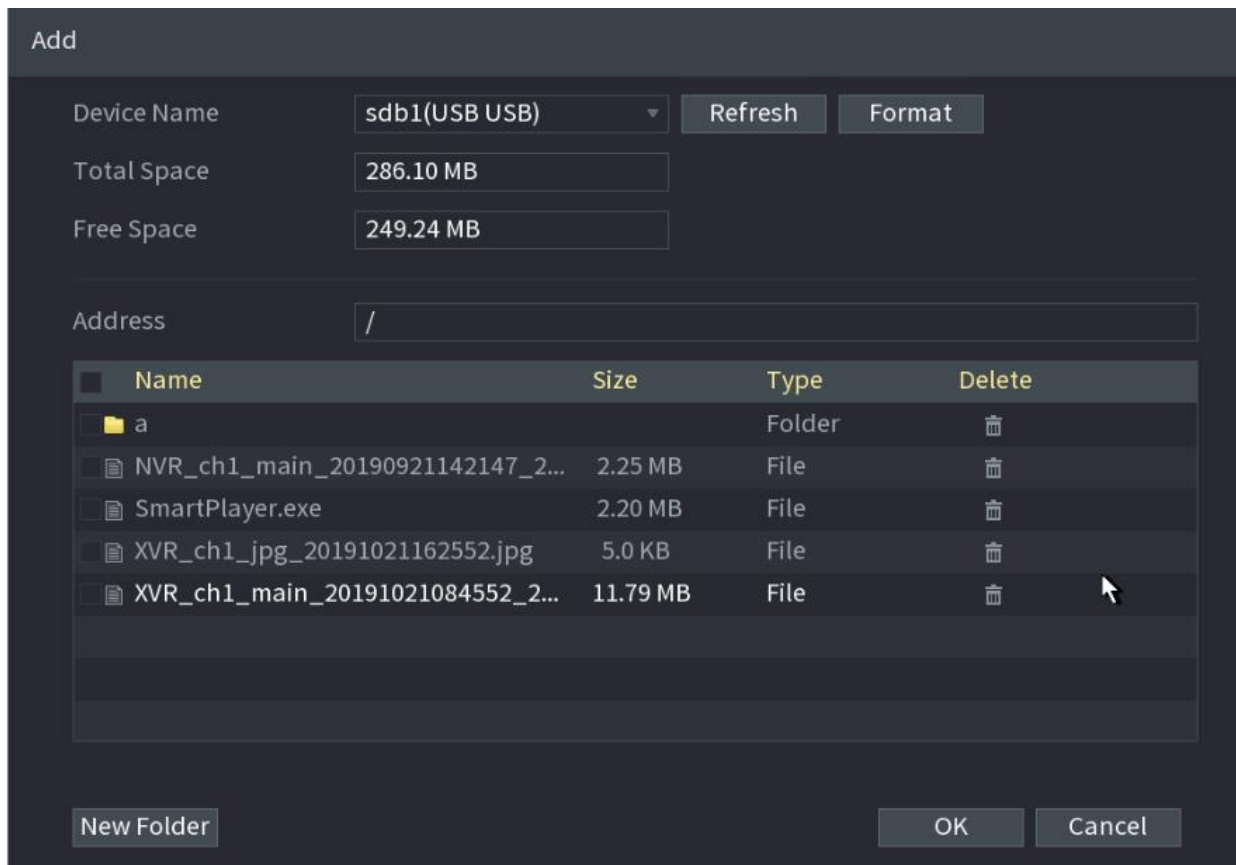 Add
Device Name sdb1(USB USB) Refresh Format
Total Space 286.10 MB
Free Space 249.24 MB
Address /
Name Size Type Delete
a Folder
NVR_ch1_main_20190921142147_2... 2.25 MB File
SmartPlayer.exe 2.20 MB File
XVR_ch1_jpg_20191021162552.jpg 5.0 KB File
XVR_ch1_main_20191021084552_2... 11.79 MB File
New Folder OK Cancel